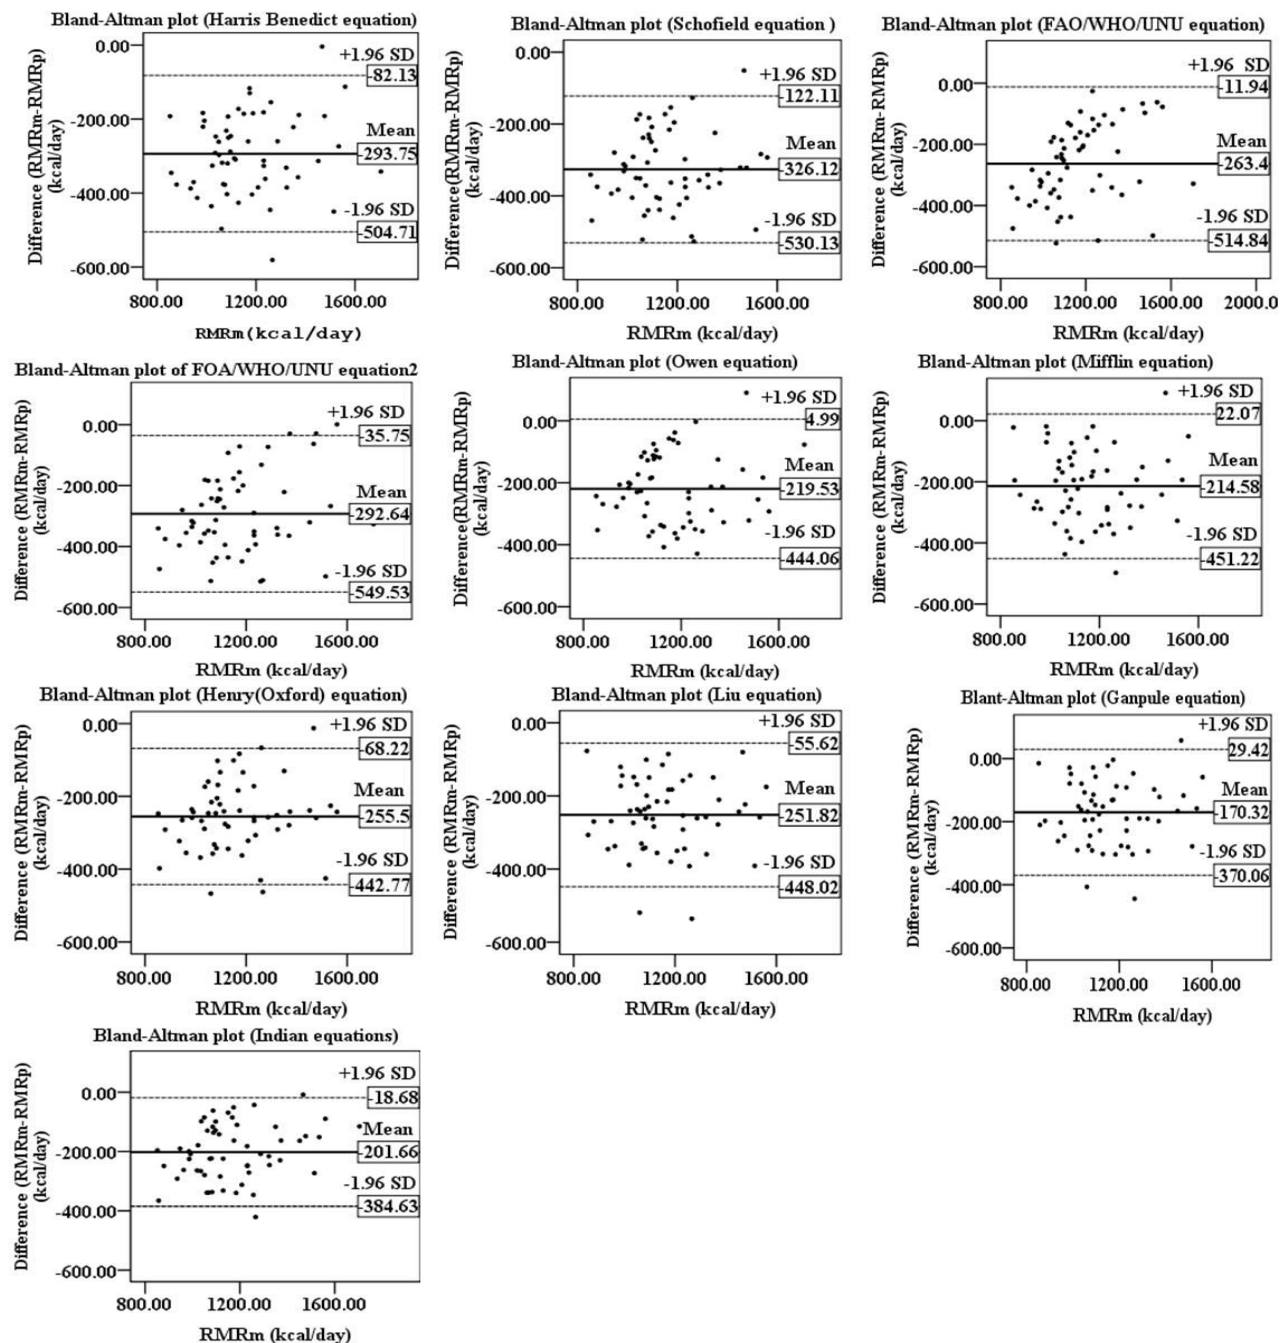 Bland-Altman plot (Harris Benedict equation)
Difference (RMRm-RMRp)
(kcal/day)
0.00
-200.00
-400.00
-600.00
+1.96 SD
-82.13
Mean
-293.75
-1.96 SD
-504.71
800.00 1200.00 1600.00
RMRm(kcal/day)
Bland-Altman plot (Schofield equation )
Difference(RMRm-RMRp)
(kcal/day)
0.00
-200.00
-400.00
-600.00
+1.96 SD
-122.11
Mean
-326.12
-1.96 SD
-530.13
800.00 1200.00 1600.00
RMRm (kcal/day)
Bland-Altman plot (FAO/WHO/UNU equation)
Difference (RMRm-RMRp)
(kcal/day)
0.00
-200.00
-400.00
-600.00
+1.96 SD
-11.94
Mean
-263.4
-1.96 SD
-514.84
800.00 1200.00 1600.00 2000.0
RMRm (kcal/day)
Bland-Altman plot of FOA/WHO/UNU equation2
Difference (RMRm-RMRp)
(kcal/day)
0.00
-200.00
-400.00
-600.00
+1.96 SD
-35.75
Mean
-292.64
-1.96 SD
-549.53
800.00 1200.00 1600.00
RMRm (kcal/day)
Bland-Altman plot (Owen equation)
Difference(RMRm-RMRp)
(kcal/day)
0.00
-200.00
-400.00
-600.00
+1.96 SD
4.99
Mean
-219.53
-1.96 SD
-444.06
800.00 1200.00 1600.00
RMRm (kcal/day)
Bland-Altman plot (Mifflin equation)
Difference (RMRm-RMRp)
(kcal/day)
0.00
-200.00
-400.00
-600.00
+1.96 SD
22.07
Mean
-214.58
-1.96 SD
-451.22
800.00 1200.00 1600.00
RMRm (kcal/day)
Bland-Altman plot (Henry(Oxford) equation)
Difference (RMRm-RMRp)
(kcal/day)
0.00
-200.00
-400.00
-600.00
+1.96 SD
-68.22
Mean
-255.5
-1.96 SD
-442.77
800.00 1200.00 1600.00
RMRm (kcal/day)
Bland-Altman plot (Liu equation)
Difference (RMRm-RMRp)
(kcal/day)
0.00
-200.00
-400.00
-600.00
+1.96 SD
-55.62
Mean
-251.82
-1.96 SD
-448.02
800.00 1200.00 1600.00
RMRm (kcal/day)
Blant-Altman plot (Ganpule equation)
Difference (RMRm-RMRp)
(kcal/day)
0.00
-200.00
-400.00
-600.00
+1.96 SD
29.42
Mean
-170.32
-1.96 SD
-370.06
800.00 1200.00 1600.00
RMRm (kcal/day)
Bland-Altman plot (Indian equations)
Difference (RMRm-RMRp)
(kcal/day)
0.00
-200.00
-400.00
-600.00
+1.96 SD
-18.68
Mean
-201.66
-1.96 SD
-384.63
800.00 1200.00 1600.00
RMRm (kcal/day)